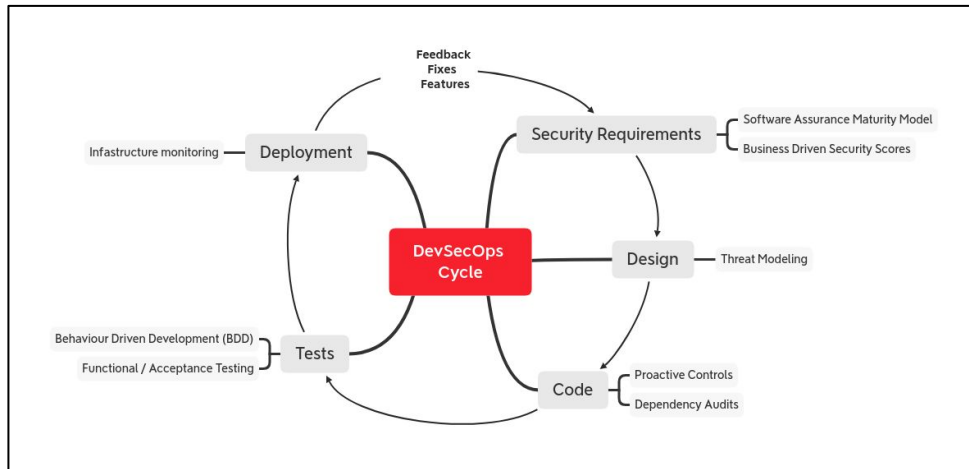 Feedback
Fixes
Features
Security Requirements
Software Assurance Maturity Model
Business Driven Security Scores
Infastructure monitoring
Deployment
DevSecOps
Cycle
Design
Threat Modeling
Behaviour Driven Development (BDD)
Functional / Acceptance Testing
Tests
Code
Proactive Controls
Dependency Audits